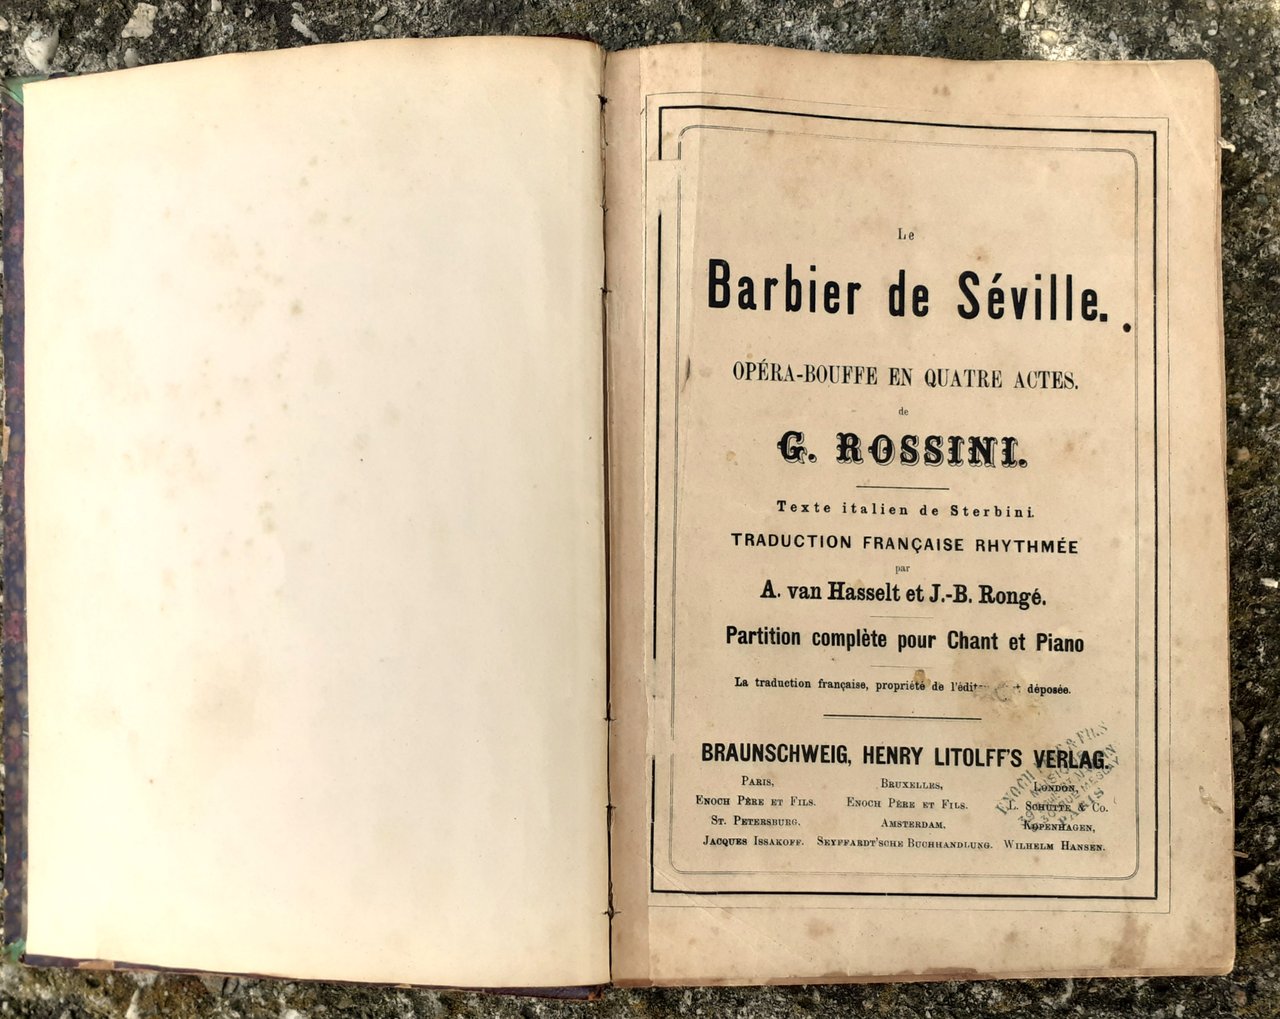 Le
Barbier de Séville.
OPÉRA-BOUFFE EN QUATRE ACTES.
de
G. ROSSINI.
Texte italien de Sterbini.
TRADUCTION FRANÇAISE RHYTHMÉE
par
A. van Hasselt et J.-B. Rongé.
Partition complète pour Chant et Piano
La traduction française, propriété de déposée.
BRAUNSCHWEIG, HENRY LITOLFF'S VERLAG.
PARIS, BRUXELLES, LONDON,
ENOCH PÈRE ET FILS. ENOCH PÈRE ET FILS. L. SCHUTTE & Co.
ST. PETERSBURG, AMSTERDAM, KOPENHAGEN,
JACQUES ISSAKOFF. SEYFFARDT'SCHE BUCHHANDLUNG. WILHELM HANSEN.
ENOCH & FILS
PARIS